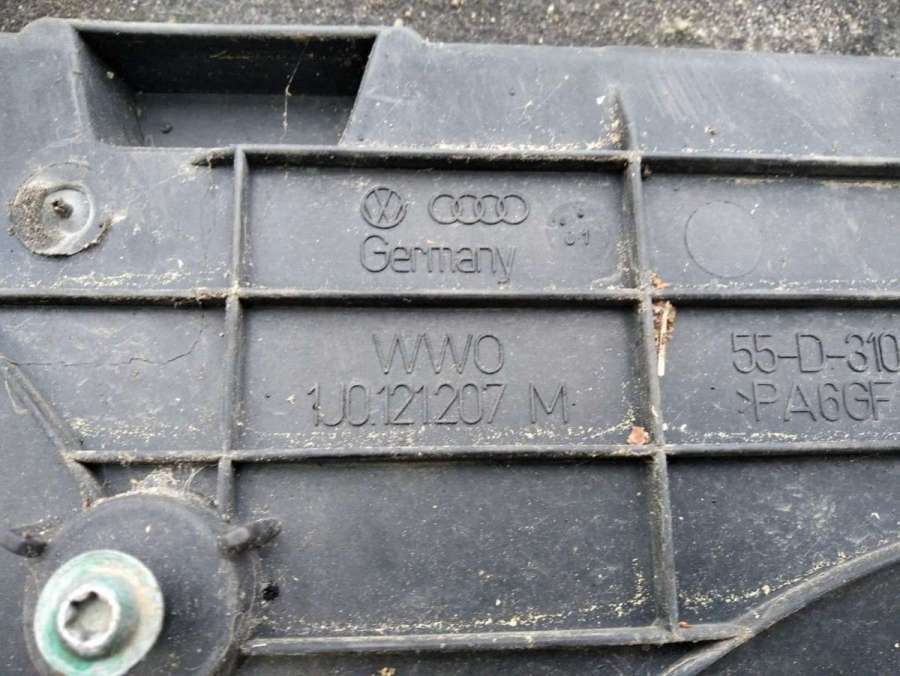 Germany
WWO
1J0.121.207 M
55-D-310
>PA6GF